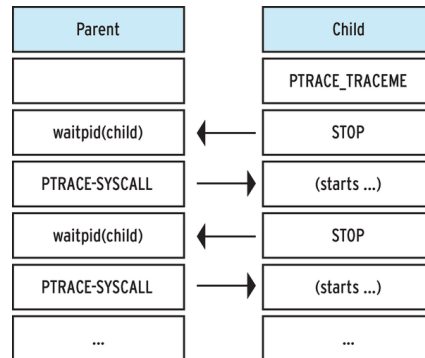 Parent
Child
PTRACE_TRACEME
waitpid(child)
STOP
PTRACE-SYSCALL
(starts ...)
waitpid(child)
STOP
PTRACE-SYSCALL
(starts ...)
...
...